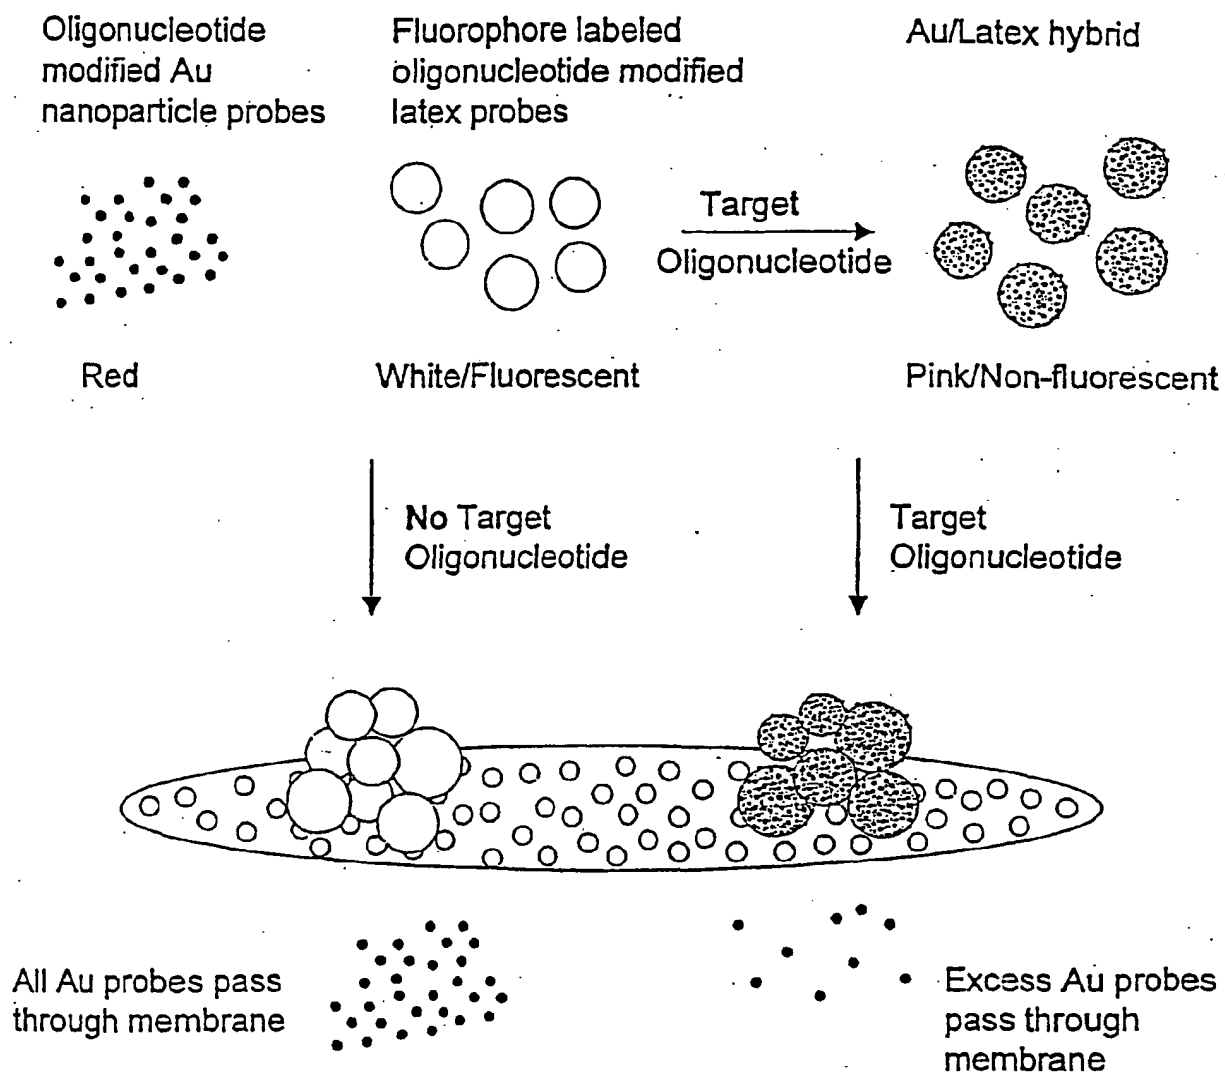 Oligonucleotide
modified Au
nanoparticle probes
Fluorophore labeled
oligonucleotide modified
latex probes
Au/Latex hybrid
Target
Oligonucleotide
Red
White/Fluorescent
Pink/Non-fluorescent
No Target
Oligonucleotide
Target
Oligonucleotide
All Au probes pass
through membrane
Excess Au probes
pass through
membrane